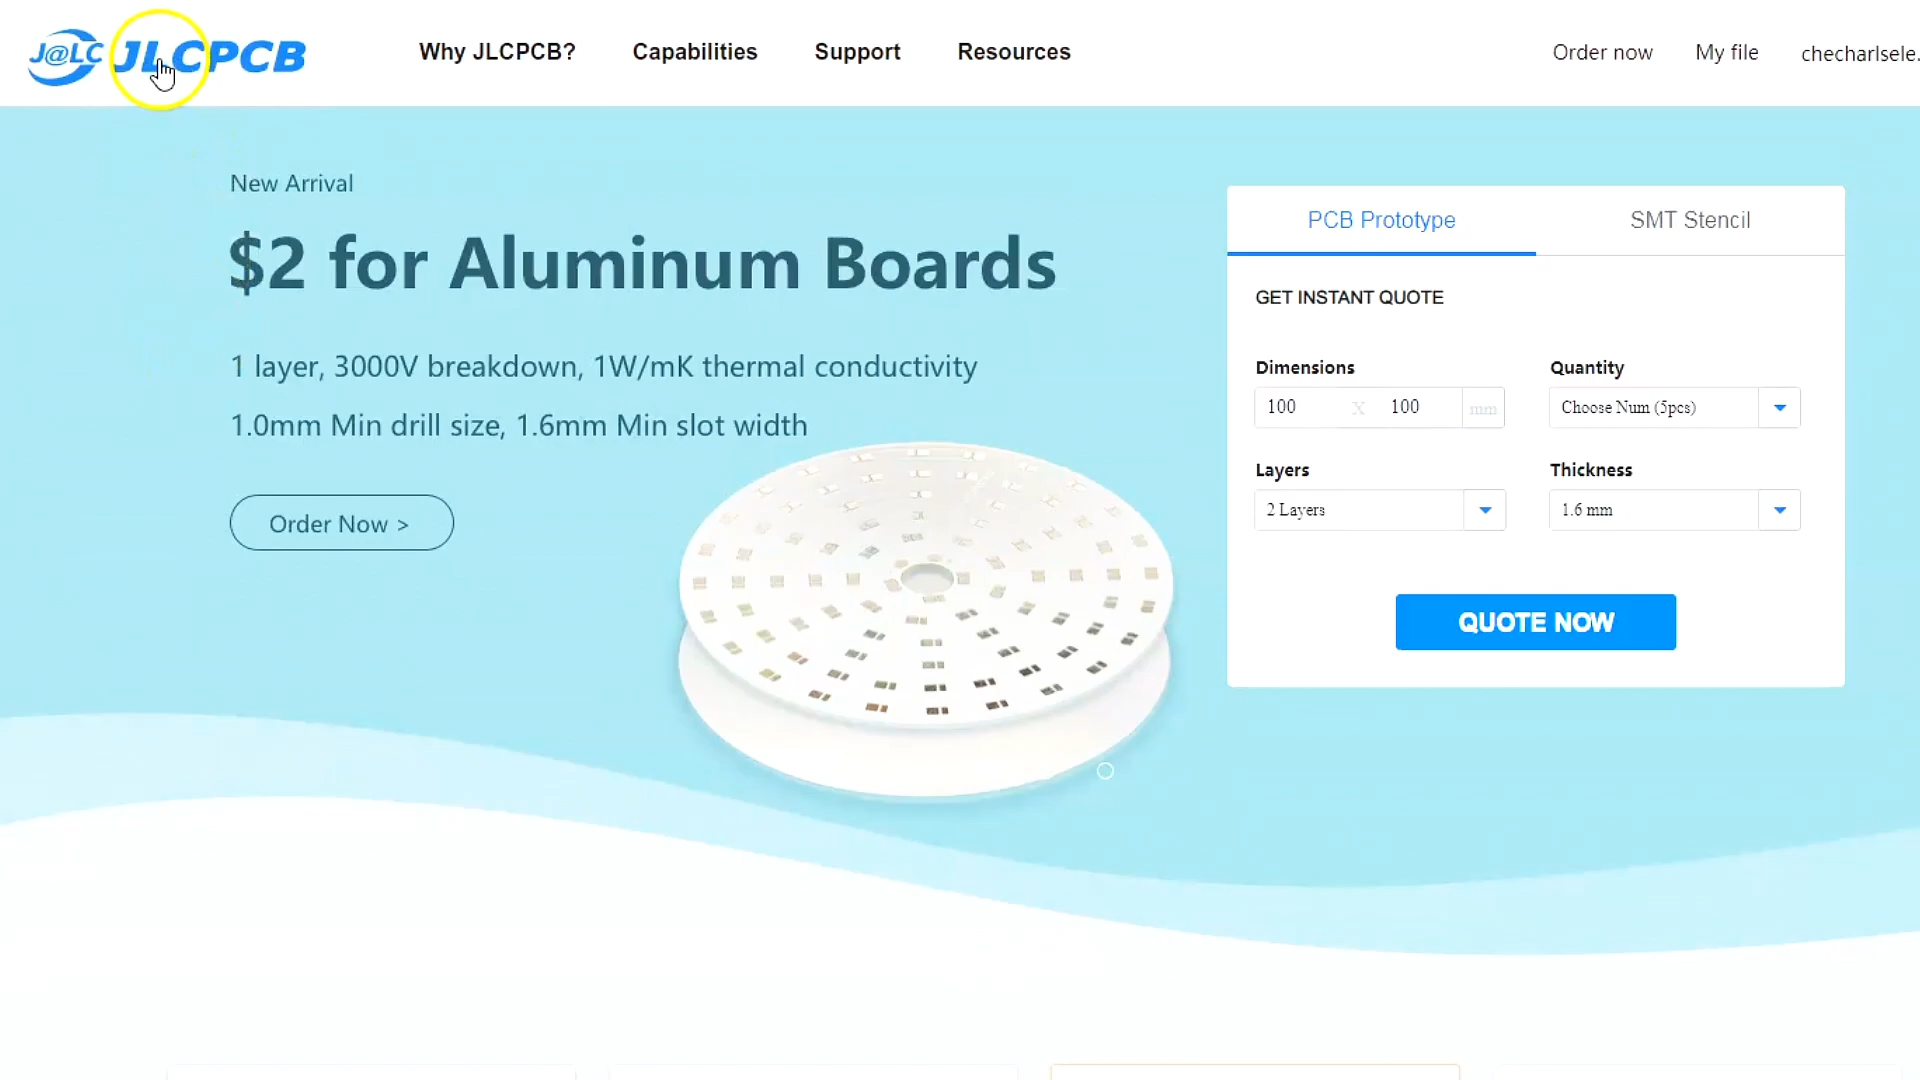 J@LC JLCPCB
Why JLCPCB?
Capabilities
Support
Resources
Order now
My file
checharlsele.
New Arrival
$2 for Aluminum Boards
1 layer, 3000V breakdown, 1W/mK thermal conductivity
1.0mm Min drill size, 1.6mm Min slot width
Order Now >
PCB Prototype
SMT Stencil
GET INSTANT QUOTE
Dimensions
Quantity
100 X 100 mm
Choose Num (5pcs)
Layers
Thickness
2 Layers
1.6 mm
QUOTE NOW